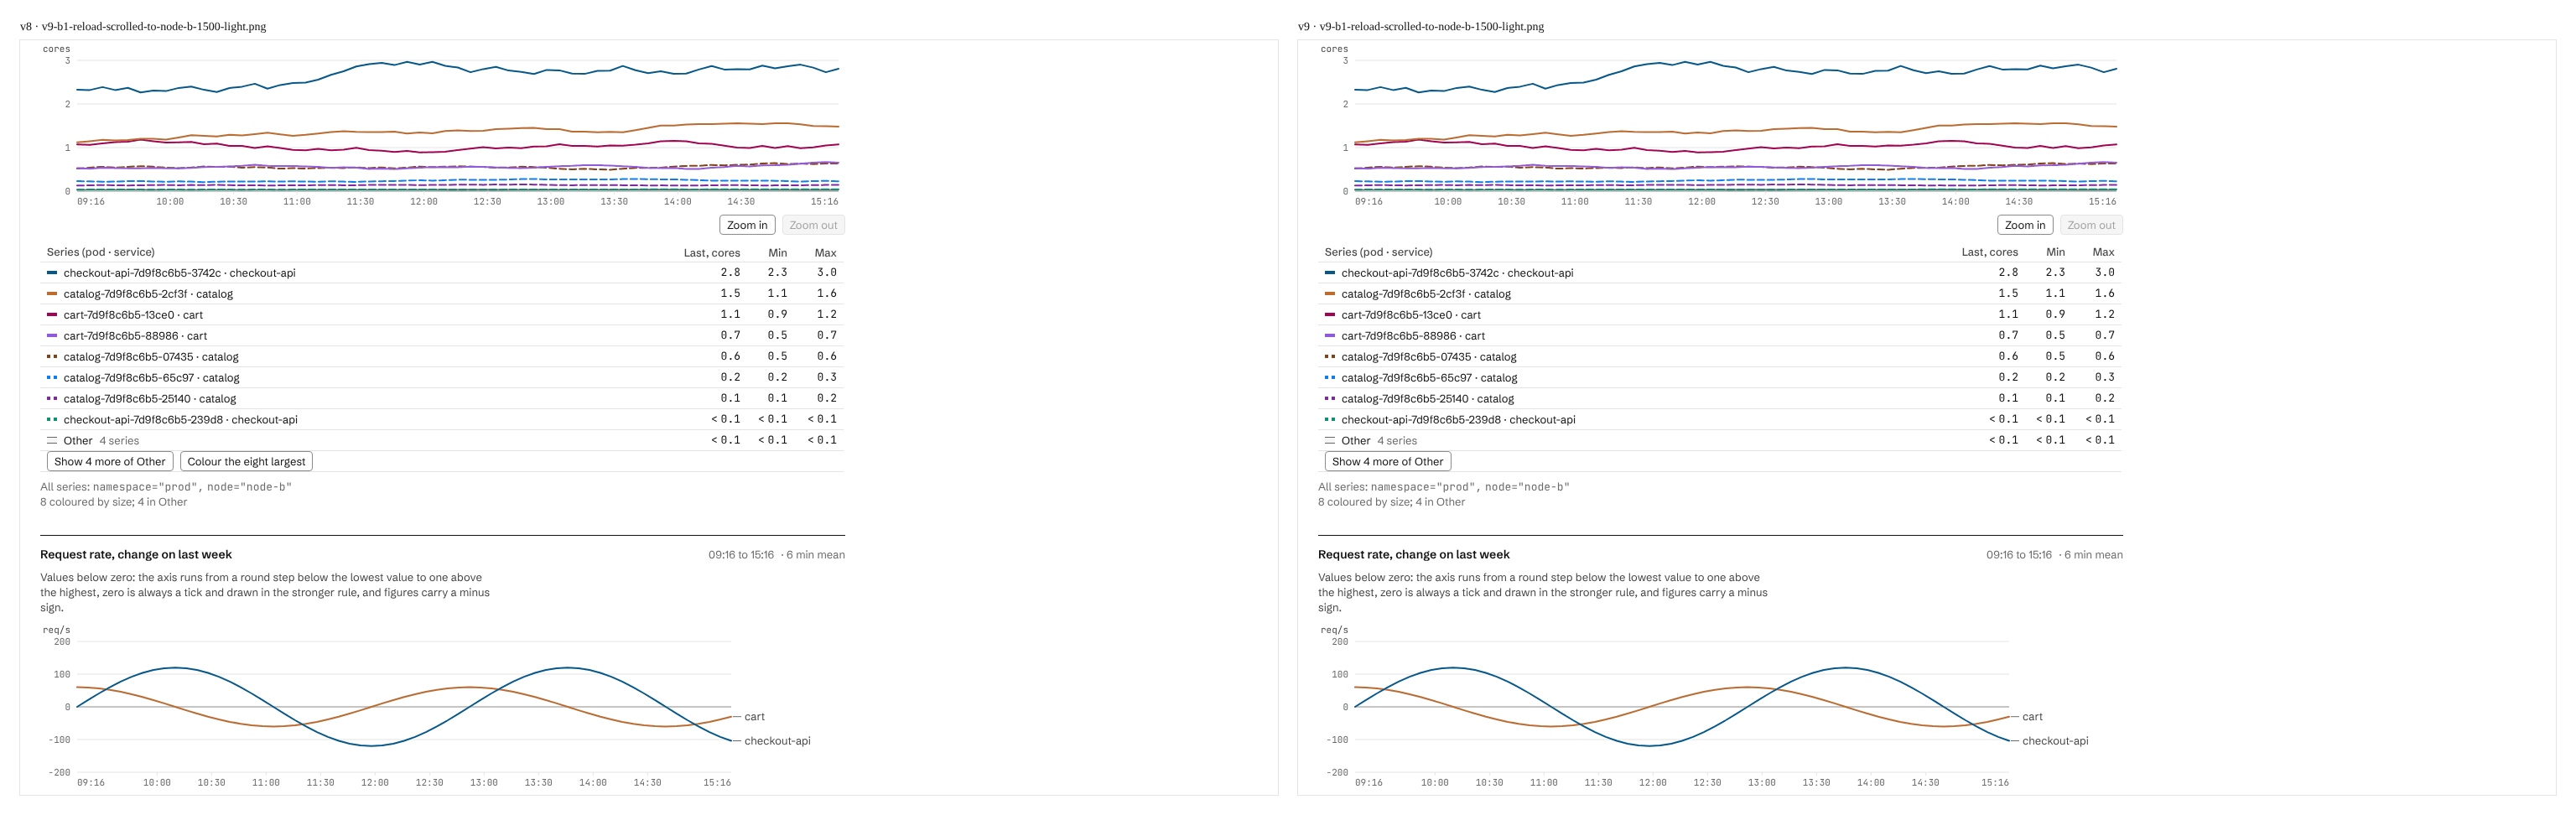 v8 · v9-b1-reload-scrolled-to-node-b-1500-light.png
cores
3
2
1
0
09:16 10:00 10:30 11:00 11:30 12:00 12:30 13:00 13:30 14:00 14:30 15:16
Zoom in Zoom out
Series (pod · service) Last, cores Min Max
checkout-api-7d9f8c6b5-3742c · checkout-api 2.8 2.3 3.0
catalog-7d9f8c6b5-2cf3f · catalog 1.5 1.1 1.6
cart-7d9f8c6b5-13ce0 · cart 1.1 0.9 1.2
cart-7d9f8c6b5-88986 · cart 0.7 0.5 0.7
catalog-7d9f8c6b5-07435 · catalog 0.6 0.5 0.6
catalog-7d9f8c6b5-65c97 · catalog 0.2 0.2 0.3
catalog-7d9f8c6b5-25140 · catalog 0.1 0.1 0.2
checkout-api-7d9f8c6b5-239d8 · checkout-api <0.1 <0.1 <0.1
Other 4 series <0.1 <0.1 <0.1
Show 4 more of Other Colour the eight largest
All series: namespace="prod", node="node-b"
8 coloured by size; 4 in Other
Request rate, change on last week 09:16 to 15:16 · 6 min mean
Values below zero: the axis runs from a round step below the lowest value to one above
the highest, zero is always a tick and drawn in the stronger rule, and figures carry a minus
sign.
req/s
200
100
0
cart
-100
checkout-api
-200
09:16 10:00 10:30 11:00 11:30 12:00 12:30 13:00 13:30 14:00 14:30 15:16
v9 · v9-b1-reload-scrolled-to-node-b-1500-light.png
cores
3
2
1
0
09:16 10:00 10:30 11:00 11:30 12:00 12:30 13:00 13:30 14:00 14:30 15:16
Zoom in Zoom out
Series (pod · service) Last, cores Min Max
checkout-api-7d9f8c6b5-3742c · checkout-api 2.8 2.3 3.0
catalog-7d9f8c6b5-2cf3f · catalog 1.5 1.1 1.6
cart-7d9f8c6b5-13ce0 · cart 1.1 0.9 1.2
cart-7d9f8c6b5-88986 · cart 0.7 0.5 0.7
catalog-7d9f8c6b5-07435 · catalog 0.6 0.5 0.6
catalog-7d9f8c6b5-65c97 · catalog 0.2 0.2 0.3
catalog-7d9f8c6b5-25140 · catalog 0.1 0.1 0.2
checkout-api-7d9f8c6b5-239d8 · checkout-api <0.1 <0.1 <0.1
Other 4 series <0.1 <0.1 <0.1
Show 4 more of Other
All series: namespace="prod", node="node-b"
8 coloured by size; 4 in Other
Request rate, change on last week 09:16 to 15:16 · 6 min mean
Values below zero: the axis runs from a round step below the lowest value to one above
the highest, zero is always a tick and drawn in the stronger rule, and figures carry a minus
sign.
req/s
200
100
0
cart
-100
checkout-api
-200
09:16 10:00 10:30 11:00 11:30 12:00 12:30 13:00 13:30 14:00 14:30 15:16